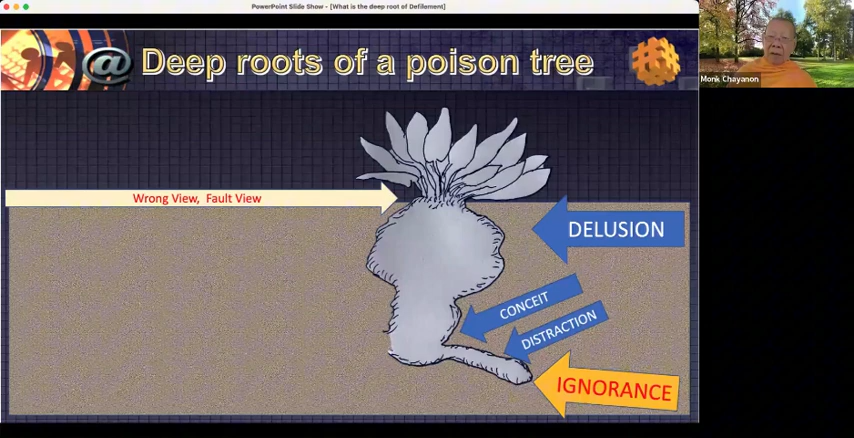 PowerPoint Slide Show - [What is the deep root of Defilement]
@ Deep roots of a poison tree
Monk Chayanon
Wrong View, Fault View
DELUSION
CONCEIT
DISTRACTION
IGNORANCE